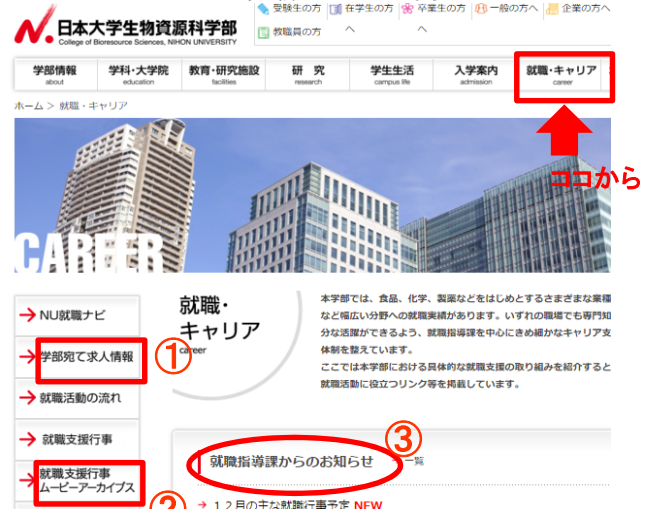 受験生の方 在学生の方 卒業生の方 一般の方へ 企業の方へ
教職員の方 へ へ
日本大学生物資源科学部
College of Bioresource Sciences, NIHON UNIVERSITY
学部情報 学科・大学院 教育・研究施設 研 究 学生生活 入学案内 就職・キャリア
about education facilities research campus life admission career
ホーム > 就職・キャリア
ココから
CAREER
NU就職ナビ
学部宛て求人情報
①
就職活動の流れ
就職支援行事
就職支援行事
ムービーアーカイブス
②
就職・
キャリア
career
本学部では、食品、化学、製薬などをはじめとするさまざまな業種
など幅広い分野への就職実績があります。いずれの職場でも専門知
分な活躍ができるよう、就職指導課を中心にきめ細かなキャリア支
体制を整えています。
ここでは本学部における具体的な就職支援の取り組みを紹介すると
就職活動に役立つリンク等を掲載しています。
③
就職指導課からのお知らせ 一覧
12月の主な就職行事予定 NEW